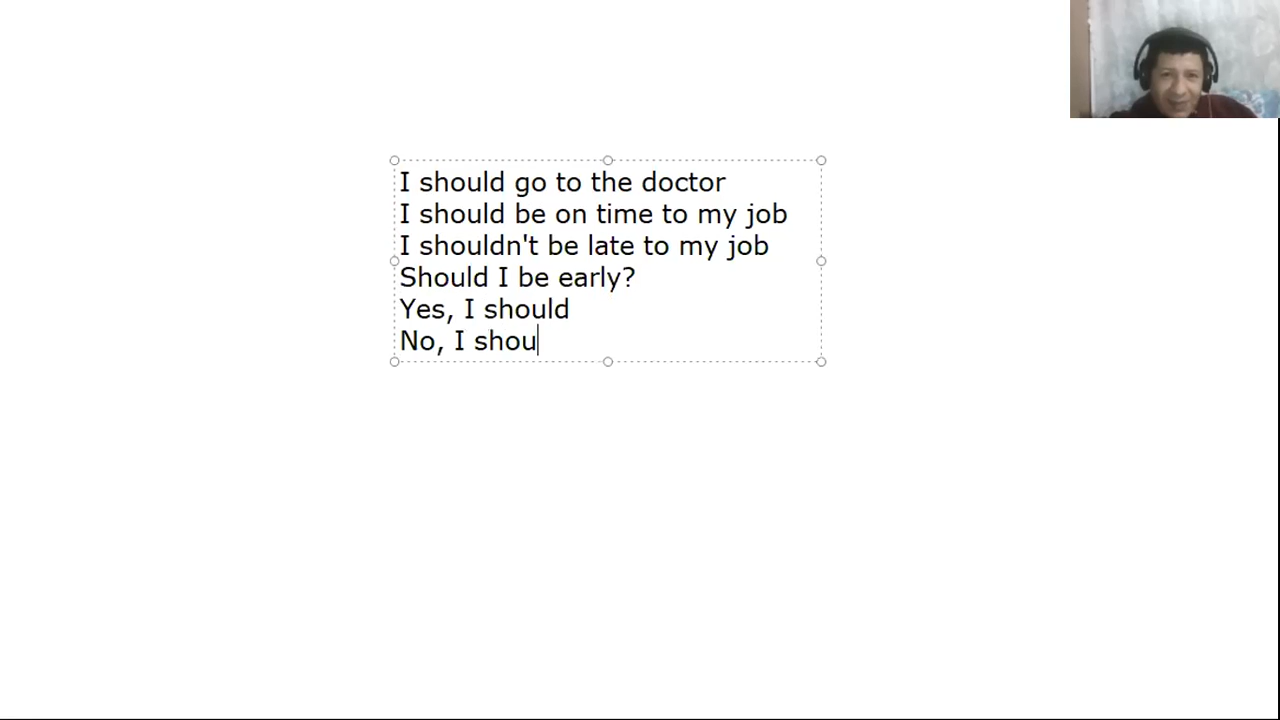 I should go to the doctor
I should be on time to my job
I shouldn't be late to my job
Should I be early?
Yes, I should
No, I shou